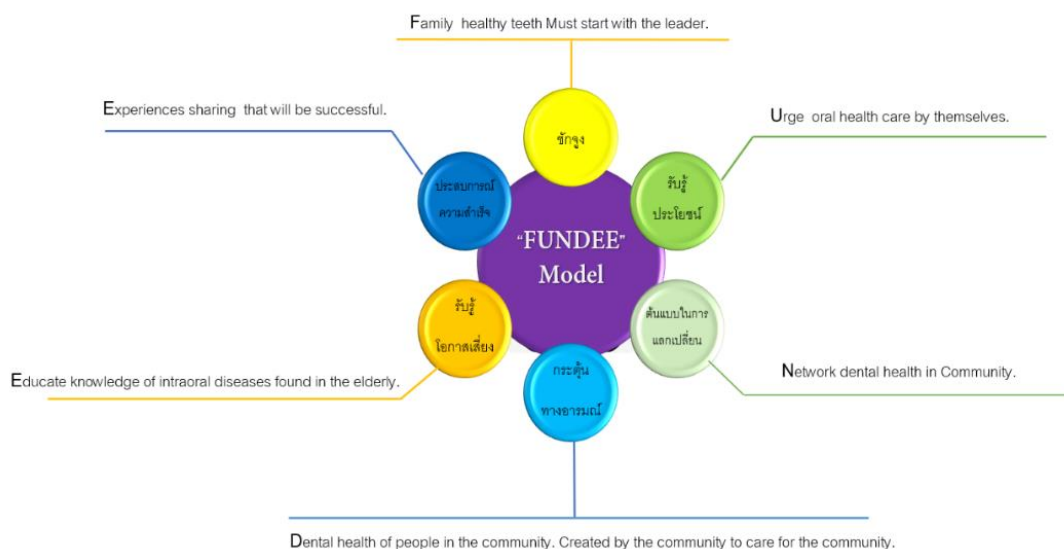 Family healthy teeth Must start with the leader.
Experiences sharing that will be successful.
Urge oral health care by themselves.
ชักจูง
ประสบการณ์
ความสำเร็จ
รับรู้
ประโยชน์
“FUNDEE”
Model
รับรู้
โอกาสเสี่ยง
ต้นแบบในการ
แลกเปลี่ยน
กระตุ้น
ทางอารมณ์
Educate knowledge of intraoral diseases found in the elderly.
Network dental health in Community.
Dental health of people in the community. Created by the community to care for the community.